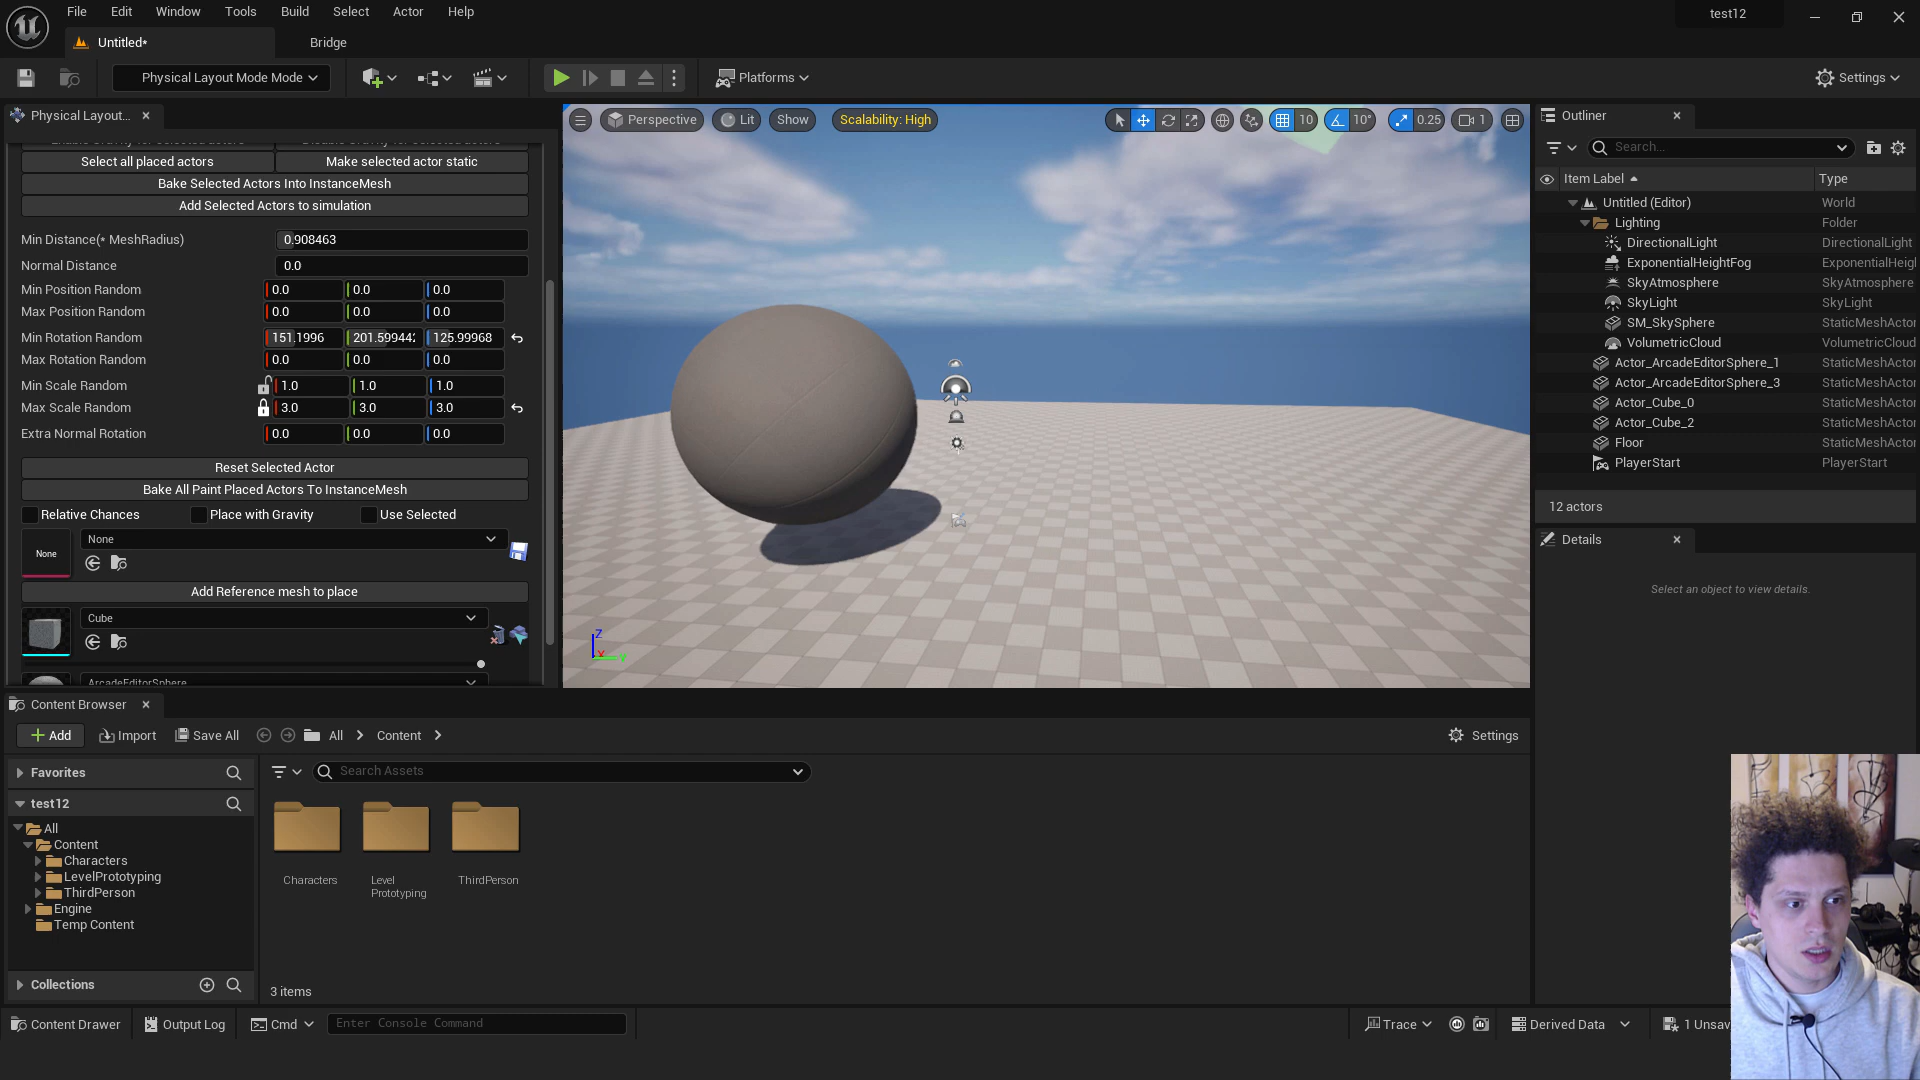 File Edit Window Tools Build Select Actor Help
test12
Untitled*
Bridge
Physical Layout Mode Mode
Platforms
Settings
Physical Layout...
Select all placed actors
Make selected actor static
Bake Selected Actors Into InstanceMesh
Add Selected Actors to simulation
Min Distance(* MeshRadius) 0.908463
Normal Distance 0.0
Min Position Random 0.0 0.0 0.0
Max Position Random 0.0 0.0 0.0
Min Rotation Random 151.1996 201.599442 125.99968
Max Rotation Random 0.0 0.0 0.0
Min Scale Random 1.0 1.0 1.0
Max Scale Random 3.0 3.0 3.0
Extra Normal Rotation 0.0 0.0 0.0
Reset Selected Actor
Bake All Paint Placed Actors To InstanceMesh
Relative Chances Place with Gravity Use Selected
None
None
Add Reference mesh to place
Cube
ArcadeEditorSphere
Perspective Lit Show Scalability: High
10 10° 0.25 1
Z
X
Y
Outliner
Search...
Item Label Type
Untitled (Editor) World
Lighting Folder
DirectionalLight DirectionalLight
ExponentialHeightFog ExponentialHeigh
SkyAtmosphere SkyAtmosphere
SkyLight SkyLight
SM_SkySphere StaticMeshActor
VolumetricCloud VolumetricCloud
Actor_ArcadeEditorSphere_1 StaticMeshActor
Actor_ArcadeEditorSphere_3 StaticMeshActor
Actor_Cube_0 StaticMeshActor
Actor_Cube_2 StaticMeshActor
Floor StaticMeshActor
PlayerStart PlayerStart
12 actors
Details
Select an object to view details.
Content Browser
Add Import Save All All Content
Settings
Favorites
test12
All
Content
Characters
LevelPrototyping
ThirdPerson
Engine
Temp Content
Collections
Search Assets
Characters
Level
Prototyping
ThirdPerson
3 items
Content Drawer Output Log Cmd Enter Console Command
Trace Derived Data 1 Unsav